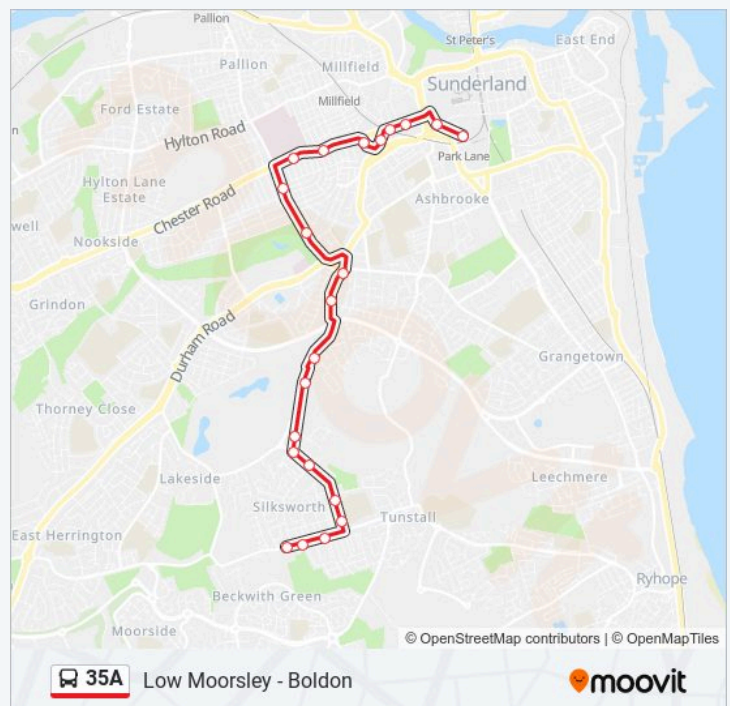 Pallion
St Peter's
East End
Pallion
Millfield
Sunderland
Ford Estate
Millfield
Hylton Road
Park Lane
Hylton Lane
Estate
Chester Road
Ashbrooke
well
Nookside
Grindon
Durham Road
Grangetown
Thorney Close
Lakeside
Leechmere
Silksworth
Tunstall
East Herrington
Ryhope
Beckwith Green
Moorside
© OpenStreetMap contributors | © OpenMapTiles
35A Low Moorsley - Boldon
moovit